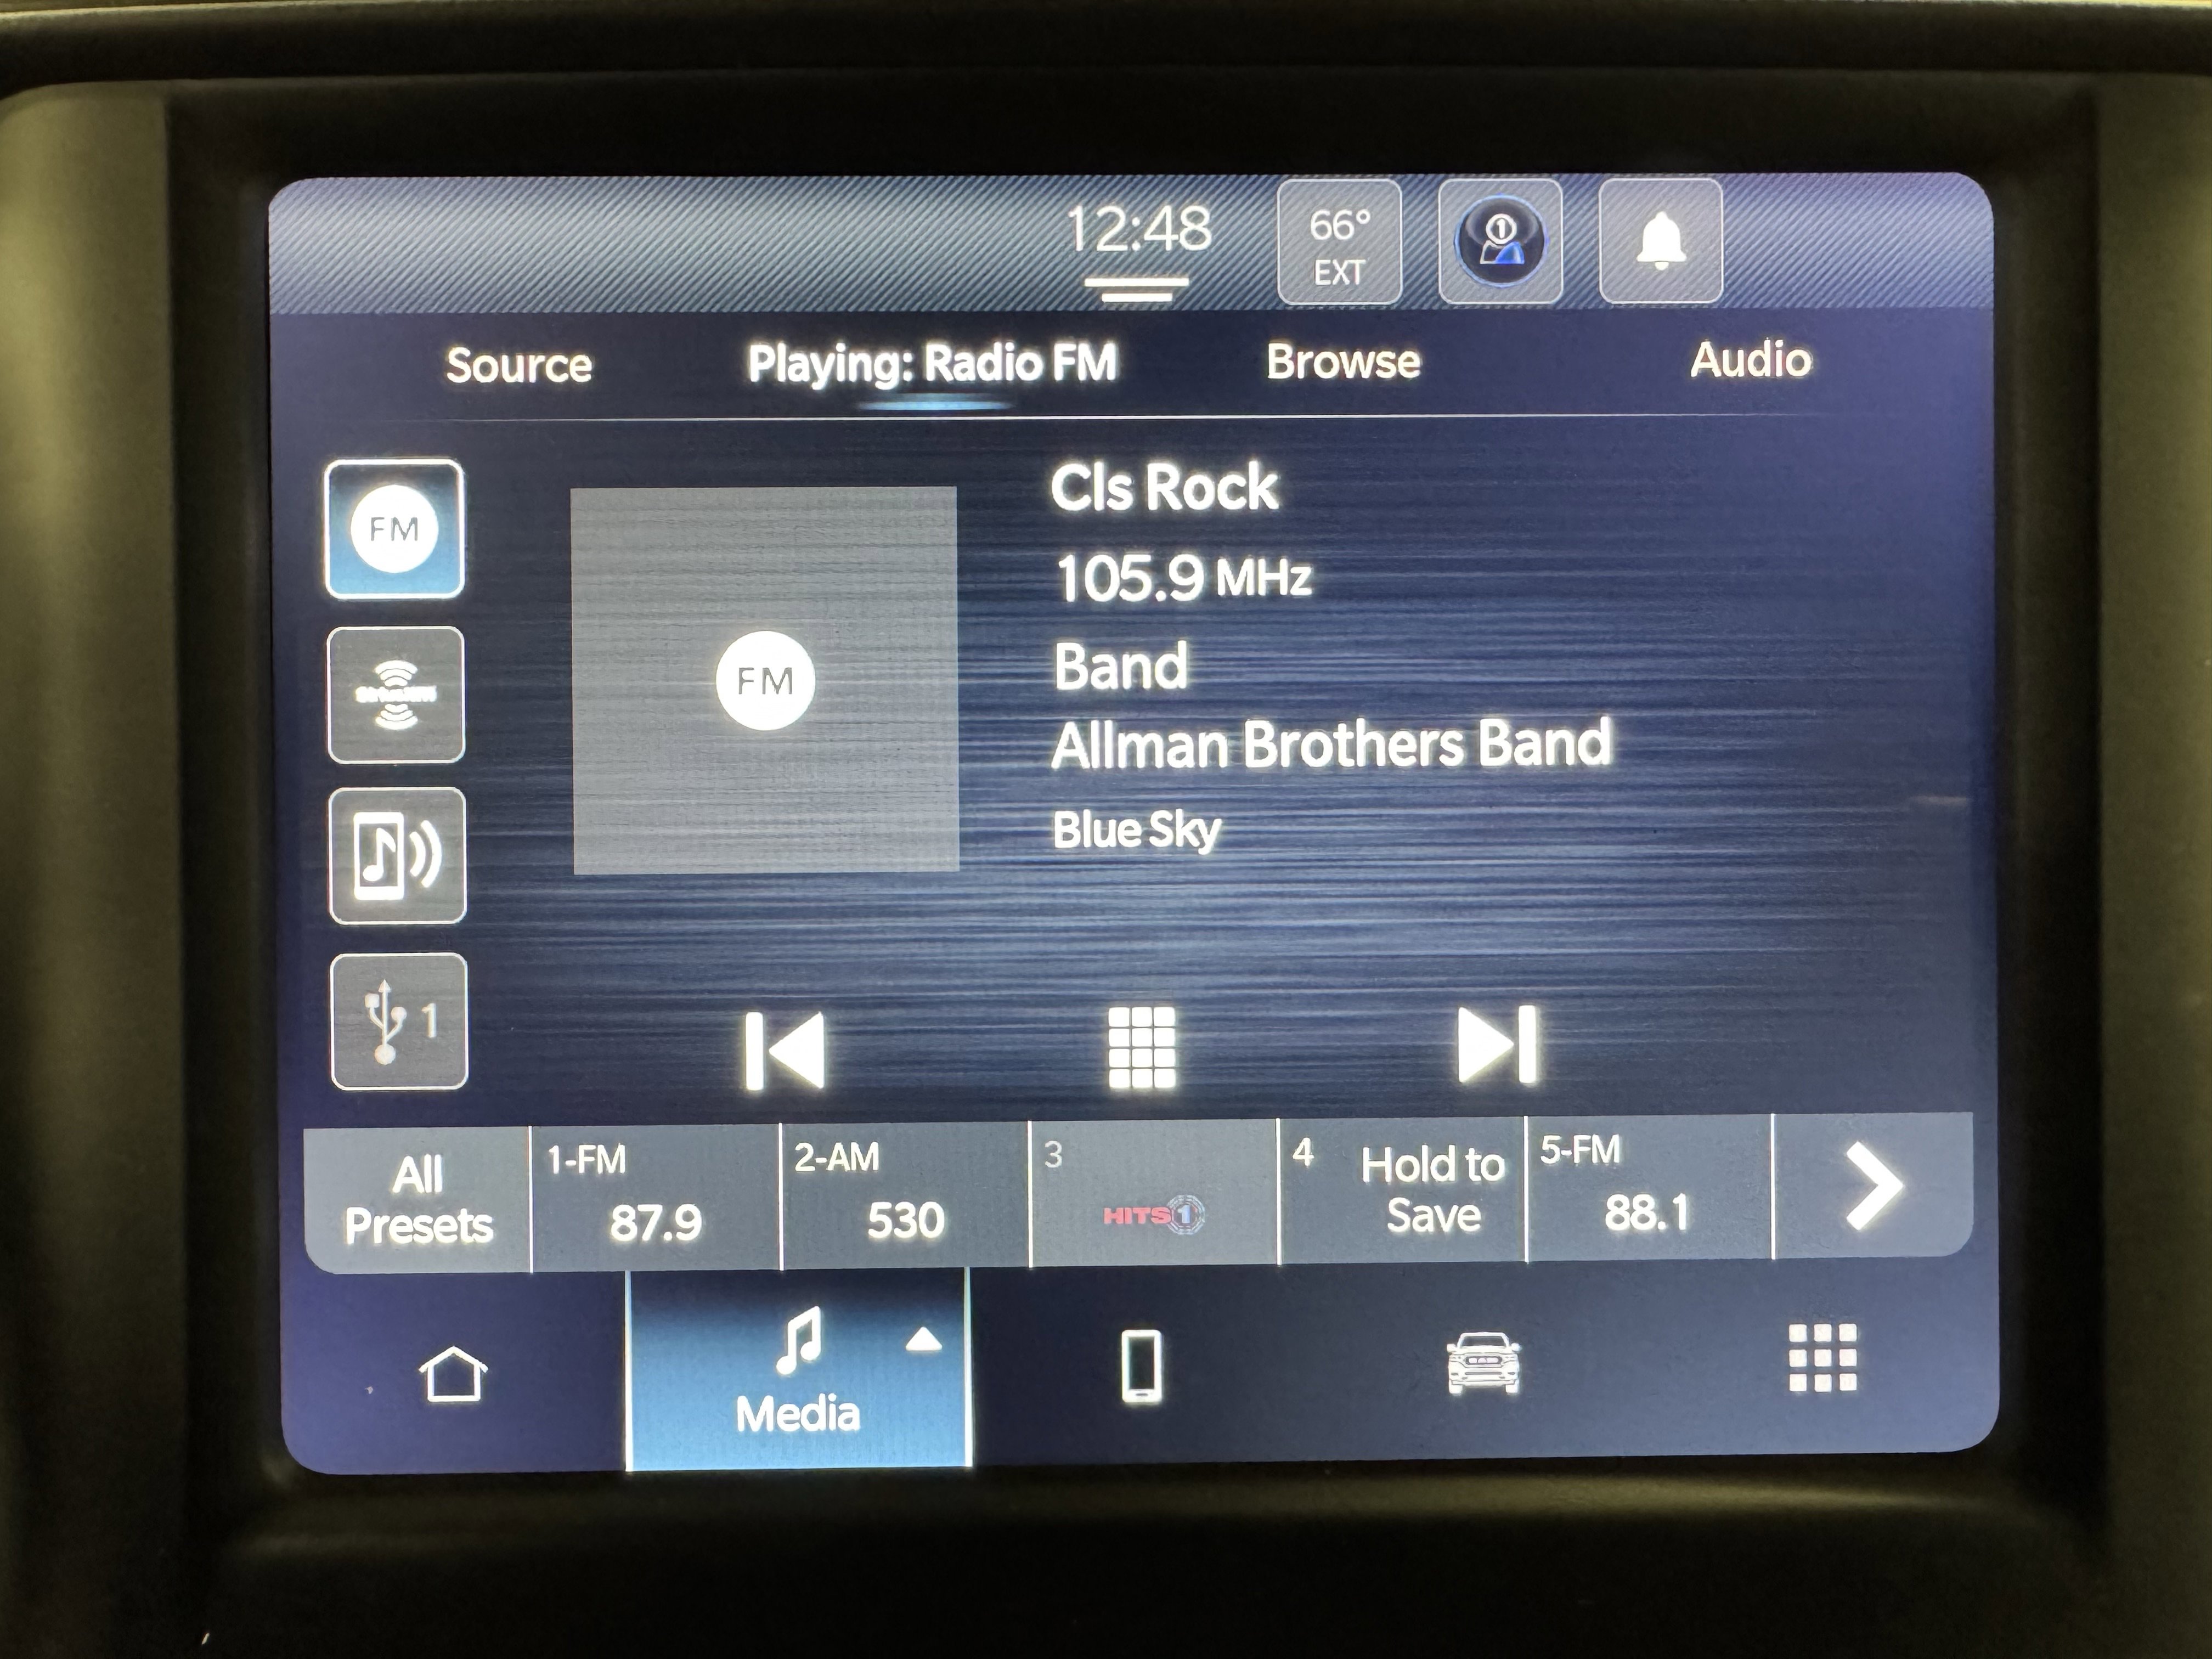 12:48
66°
EXT
1
Source
Playing: Radio FM
Browse
Audio
FM
FM
Cls Rock
105.9 MHz
Band
Allman Brothers Band
Blue Sky
1
All
Presets
1-FM
87.9
2-AM
530
3
HITS 1
4
Hold to
Save
5-FM
88.1
Media
RAM